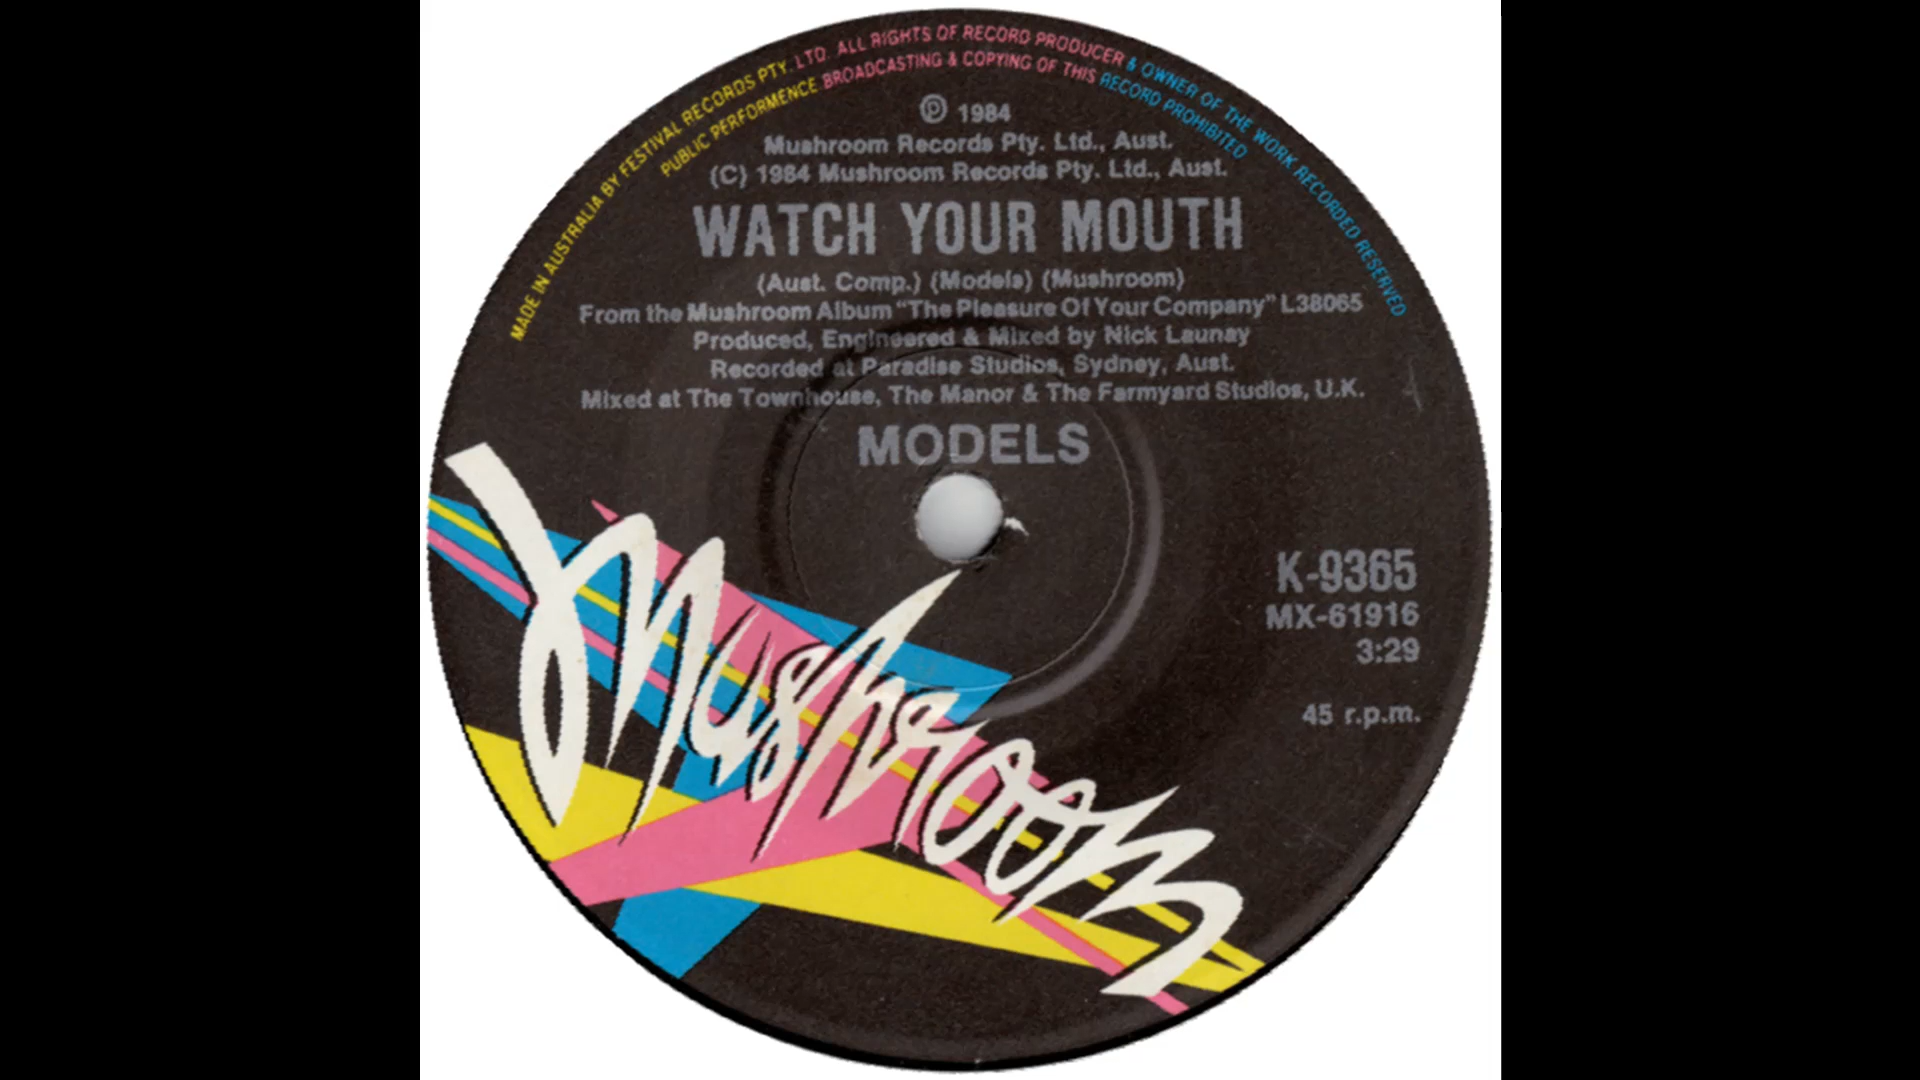 MADE IN AUSTRALIA BY FESTIVAL RECORDS PTY. LTD. ALL RIGHTS OF RECORD PRODUCER & OWNER OF THE WORK RECORDED RESERVED
PUBLIC PERFORMENCE BROADCASTING & COPYING OF THIS RECORD PROHIBITED
℗ 1984
Mushroom Records Pty. Ltd., Aust.
(C) 1984 Mushroom Records Pty. Ltd., Aust.
WATCH YOUR MOUTH
(Aust. Comp.) (Models) (Mushroom)
From the Mushroom Album "The Pleasure Of Your Company" L38065
Produced, Engineered & Mixed by Nick Launay
Recorded at Paradise Studios, Sydney, Aust.
Mixed at The Townhouse, The Manor & The Farmyard Studios, U.K.
MODELS
Mushroom
K-9365
MX-61916
3:29
45 r.p.m.